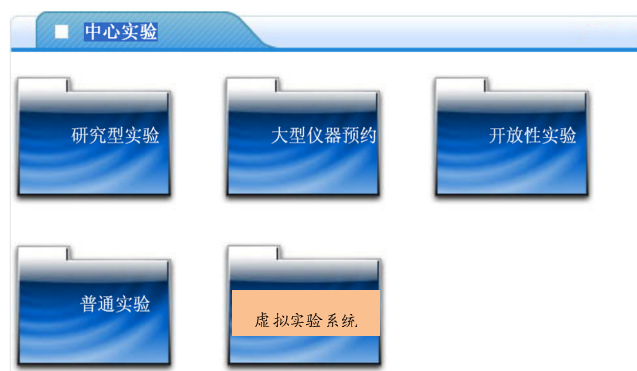 中心实验
研究型实验
大型仪器预约
开放性实验
普通实验
虚拟实验系统